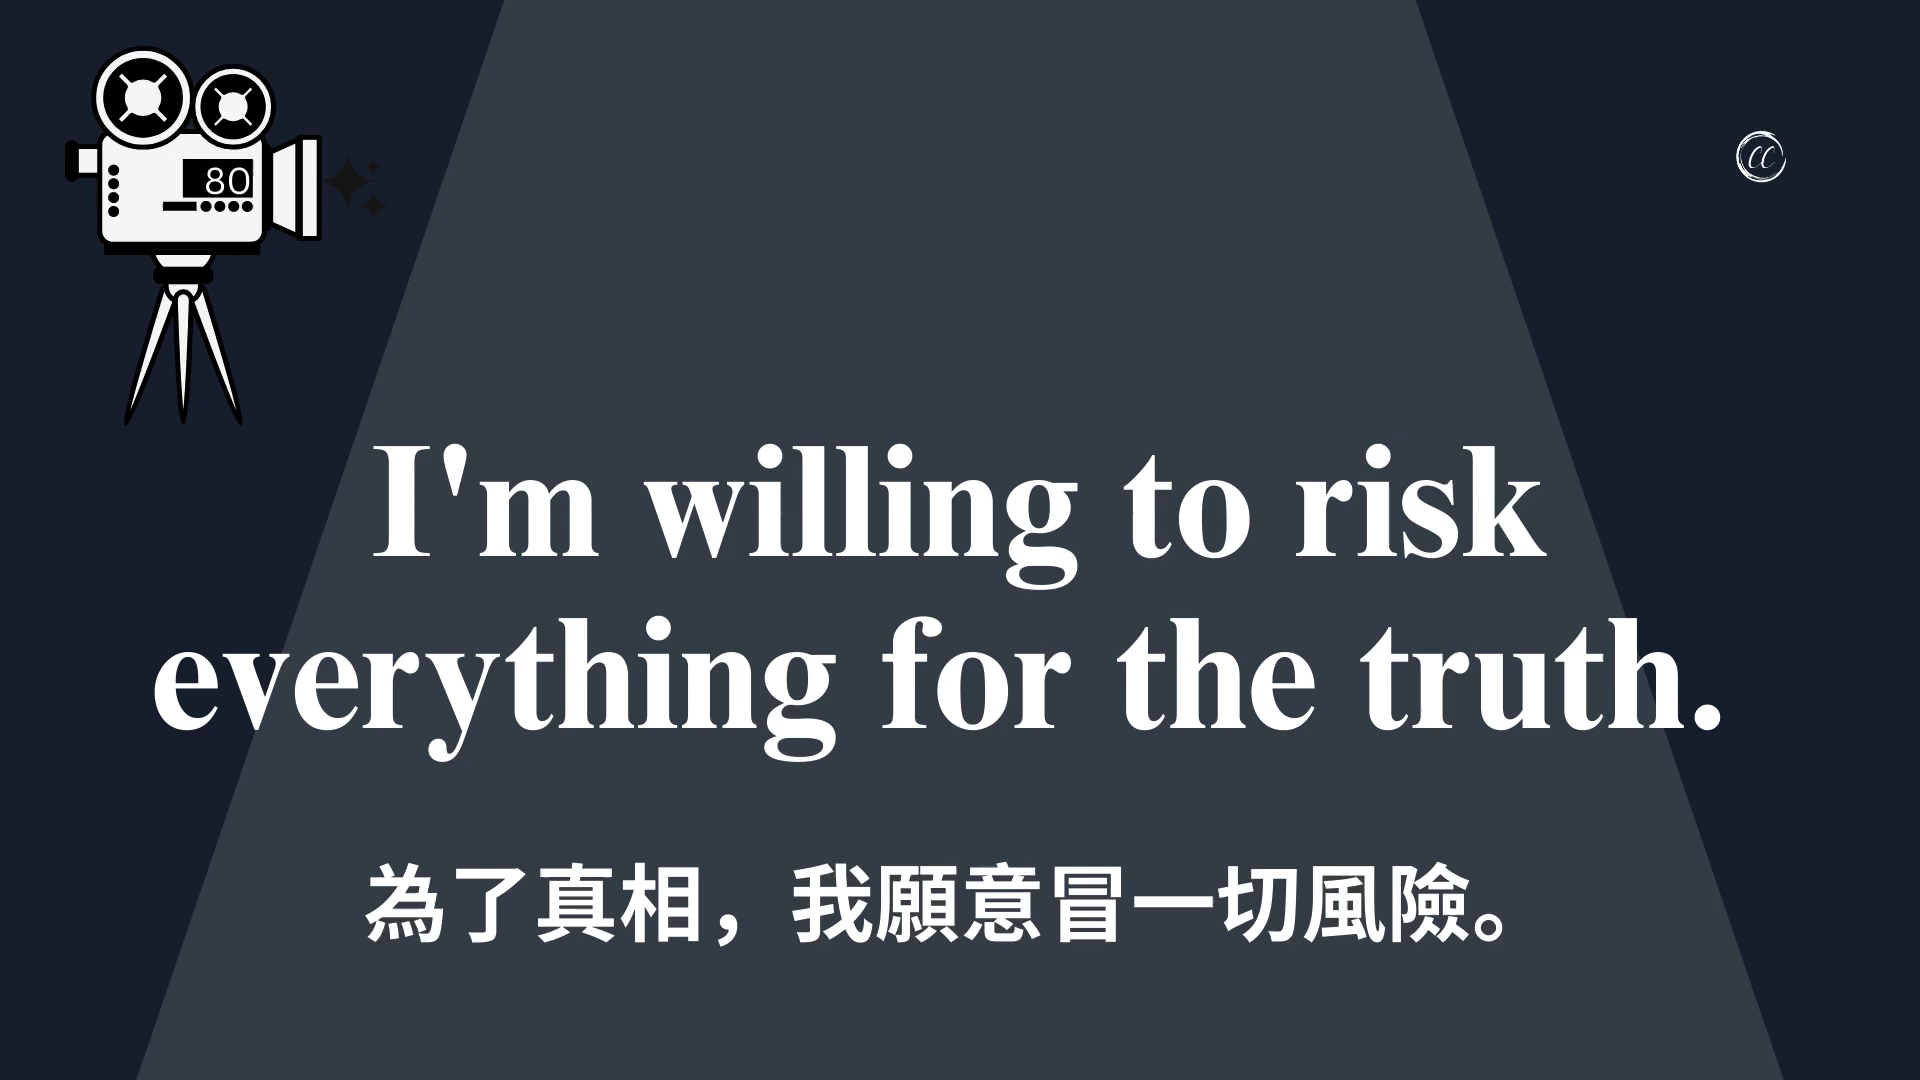 80
CC
I'm willing to risk
everything for the truth.
為了真相，我願意冒一切風險。